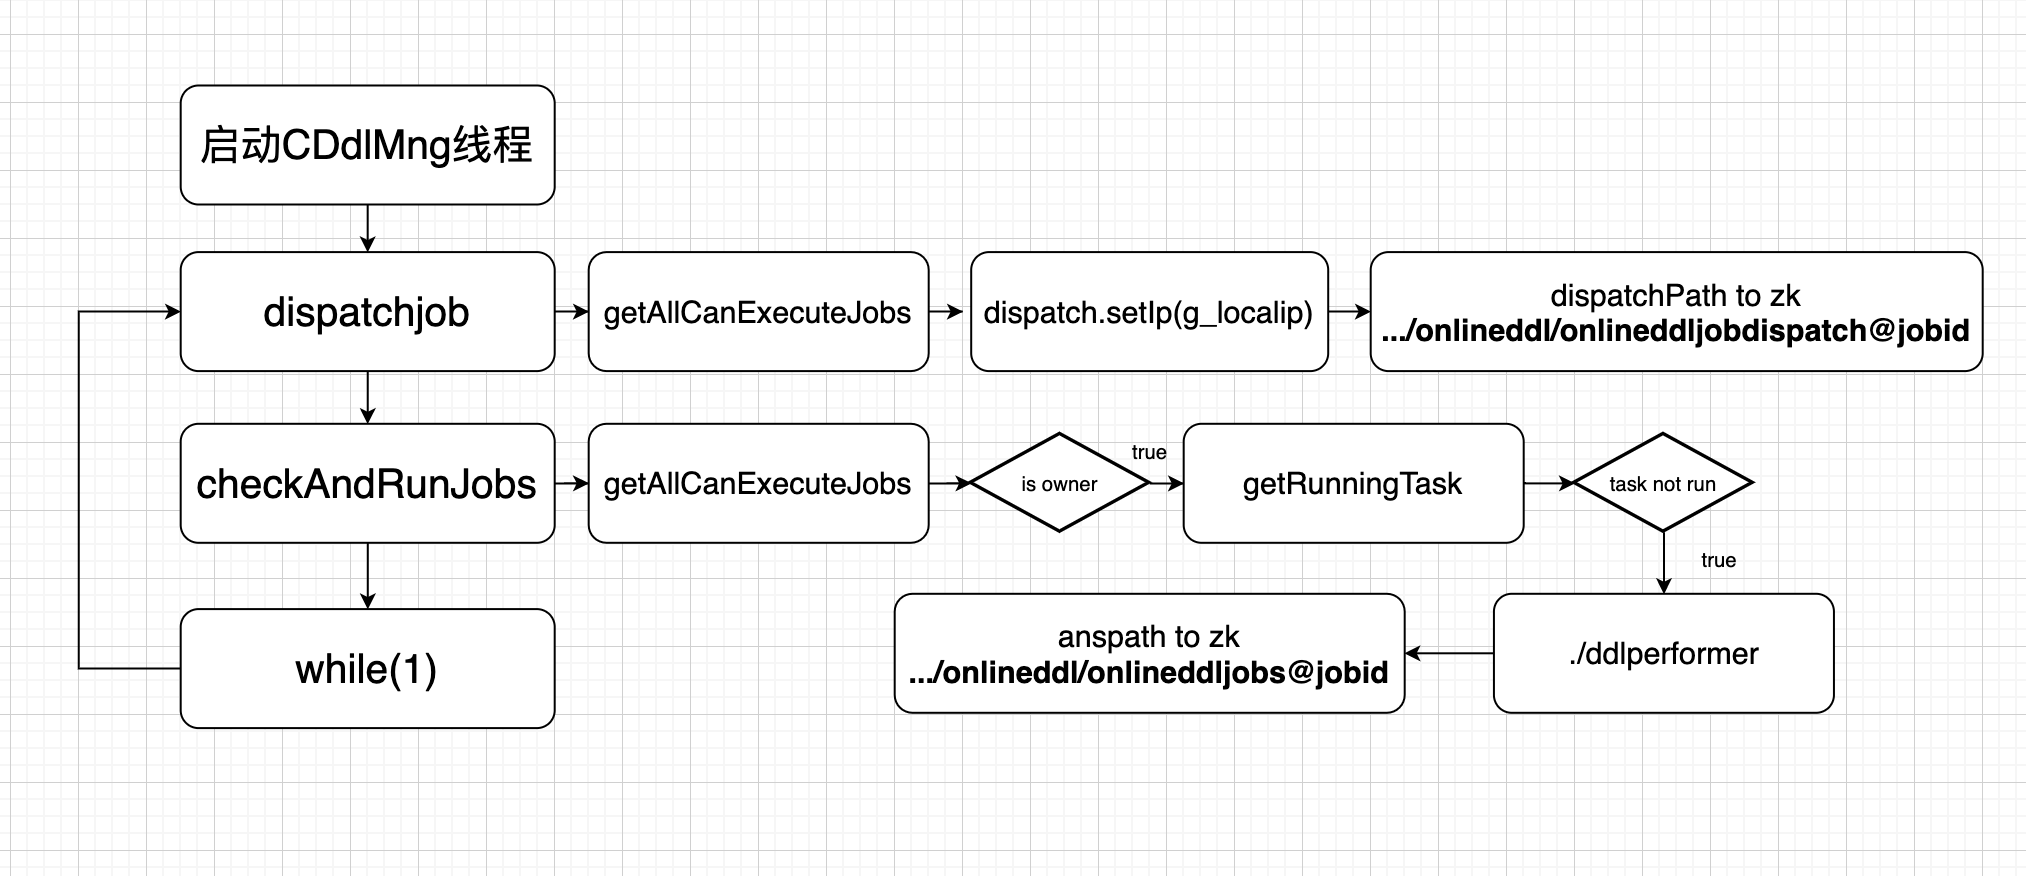 启动CDdlMng线程
dispatchjob
getAllCanExecuteJobs
dispatch.setIp(g_localip)
dispatchPath to zk
.../onlineddl/onlineddljobdispatch@jobid
checkAndRunJobs
getAllCanExecuteJobs
is owner
true
getRunningTask
task not run
true
while(1)
anspath to zk
.../onlineddl/onlineddljobs@jobid
./ddlperformer